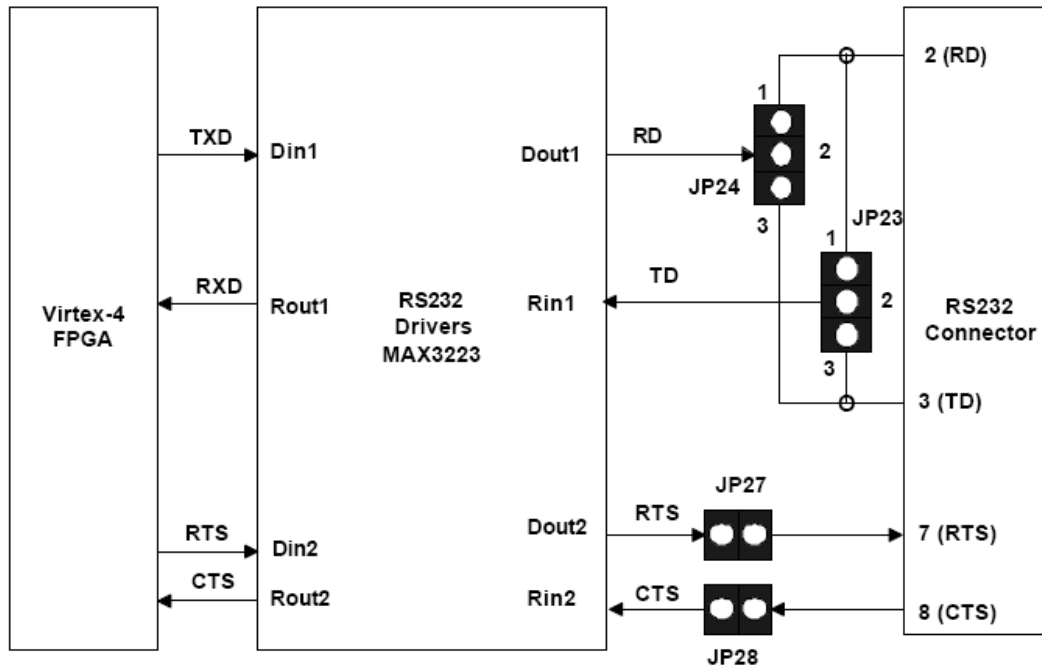 2 (RD)
1
TXD
RD
Din1
Dout1
2
JP24
3
JP23
1
RXD
TD
Rout1
RS232
Drivers
MAX3223
Rin1
2
Virtex-4
FPGA
RS232
Connector
3
3 (TD)
JP27
RTS
RTS
Din2
Dout2
7 (RTS)
CTS
CTS
Rout2
Rin2
8 (CTS)
JP28